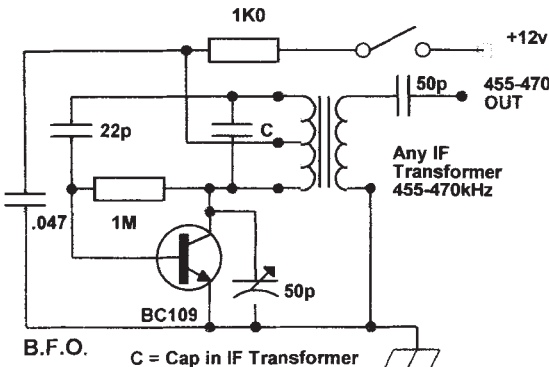 1K0
+12v
50p
455-470
OUT
22p
C
Any IF
Transformer
455-470kHz
.047
1M
50p
BC109
B.F.O.
C = Cap in IF Transformer